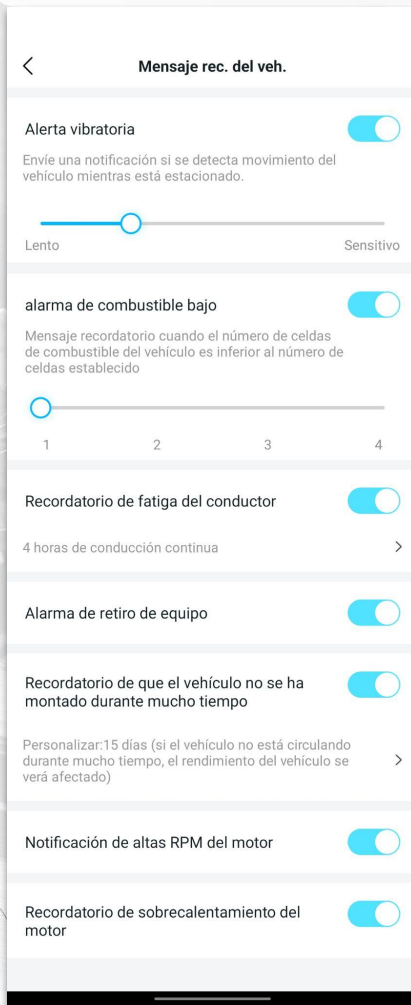 Mensaje rec. del veh.
Alerta vibratoria
Envíe una notificación si se detecta movimiento del
vehículo mientras está estacionado.
Lento Sensitivo
alarma de combustible bajo
Mensaje recordatorio cuando el número de celdas
de combustible del vehículo es inferior al número de
celdas establecido
1 2 3 4
Recordatorio de fatiga del conductor
4 horas de conducción continua
Alarma de retiro de equipo
Recordatorio de que el vehículo no se ha
montado durante mucho tiempo
Personalizar:15 días (si el vehículo no está circulando
durante mucho tiempo, el rendimiento del vehículo se
verá afectado)
Notificación de altas RPM del motor
Recordatorio de sobrecalentamiento del
motor